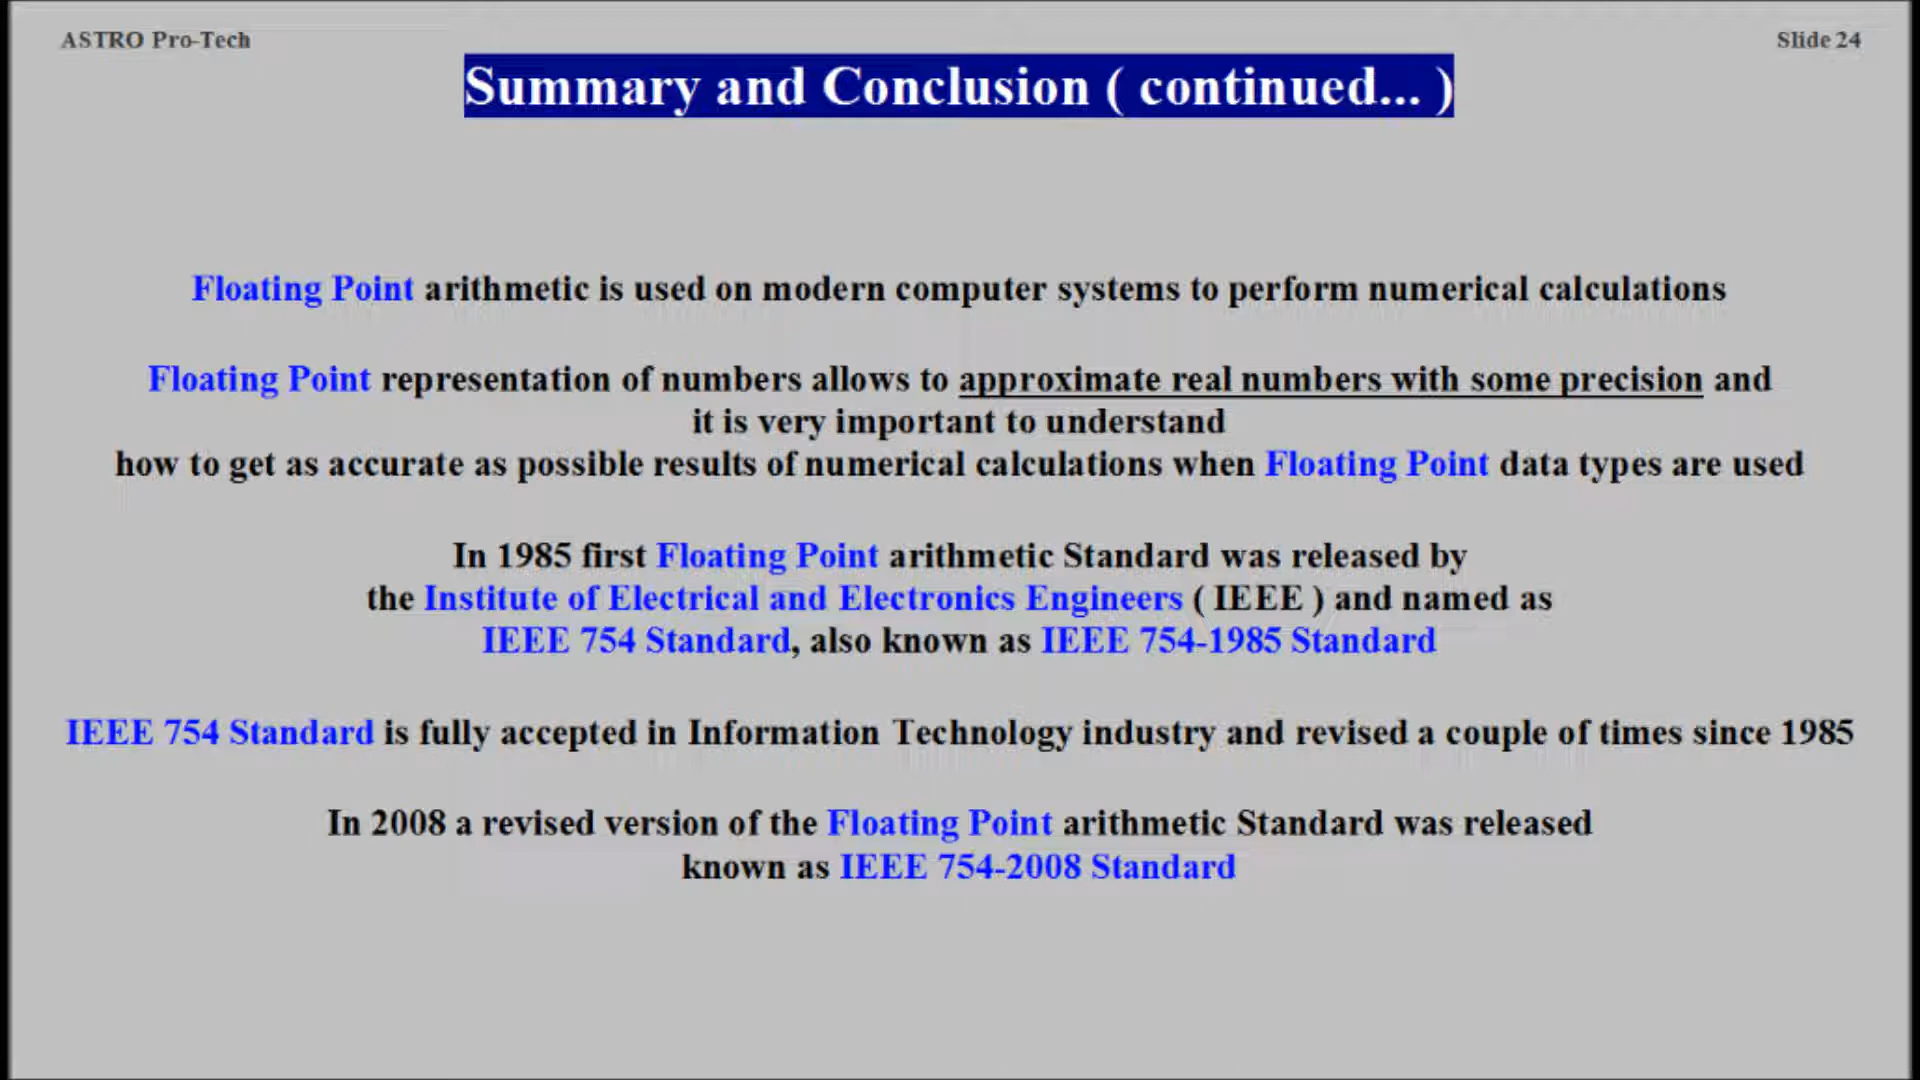 ASTRO Pro-Tech
Slide 24
Summary and Conclusion ( continued... )
Floating Point arithmetic is used on modern computer systems to perform numerical calculations
Floating Point representation of numbers allows to approximate real numbers with some precision and
it is very important to understand
how to get as accurate as possible results of numerical calculations when Floating Point data types are used
In 1985 first Floating Point arithmetic Standard was released by
the Institute of Electrical and Electronics Engineers ( IEEE ) and named as
IEEE 754 Standard, also known as IEEE 754-1985 Standard
IEEE 754 Standard is fully accepted in Information Technology industry and revised a couple of times since 1985
In 2008 a revised version of the Floating Point arithmetic Standard was released
known as IEEE 754-2008 Standard